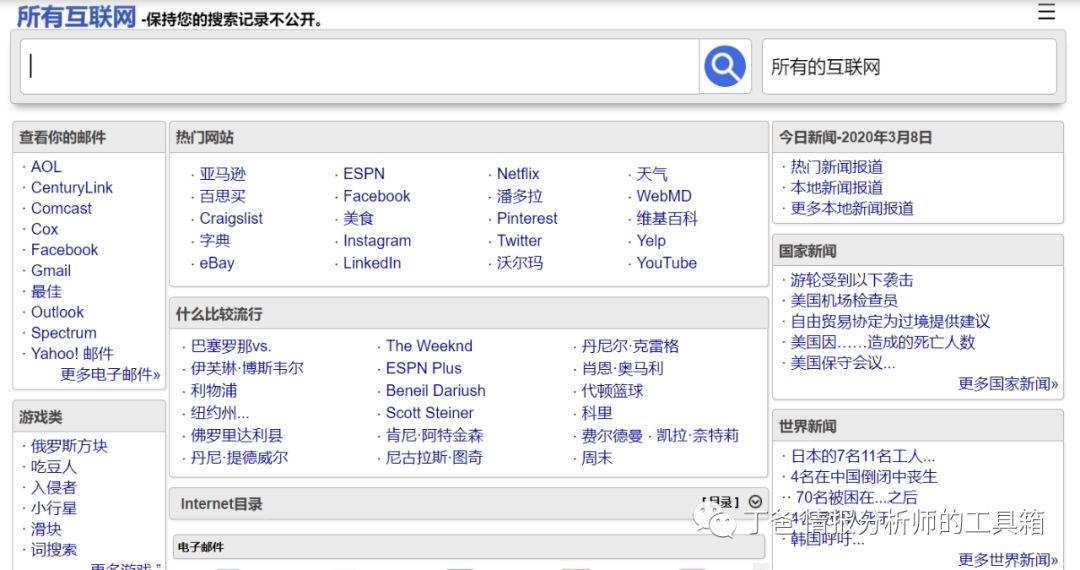 所有互联网 -保持您的搜索记录不公开。
所有的互联网
查看你的邮件
· AOL
· CenturyLink
· Comcast
· Cox
· Facebook
· Gmail
· 最佳
· Outlook
· Spectrum
· Yahoo! 邮件
更多电子邮件»
游戏类
· 俄罗斯方块
· 吃豆人
· 入侵者
· 小行星
· 滑块
· 词搜索
更多游戏 »
热门网站
· 亚马逊 · ESPN · Netflix · 天气
· 百思买 · Facebook · 潘多拉 · WebMD
· Craigslist · 美食 · Pinterest · 维基百科
· 字典 · Instagram · Twitter · Yelp
· eBay · LinkedIn · 沃尔玛 · YouTube
什么比较流行
· 巴塞罗那vs. · The Weeknd · 丹尼尔·克雷格
· 伊芙琳·博斯韦尔 · ESPN Plus · 肖恩·奥马利
· 利物浦 · Beneil Dariush · 代顿篮球
· 纽约州... · Scott Steiner · 科里
· 佛罗里达利县 · 肯尼·阿特金森 · 费尔德曼 · 凯拉·奈特莉
· 丹尼·提德威尔 · 尼古拉斯·图奇 · 周末
Internet目录 [目录]
电子邮件
今日新闻-2020年3月8日
· 热门新闻报道
· 本地新闻报道
· 更多本地新闻报道
国家新闻
· 游轮受到以下袭击
· 美国机场检查员
· 自由贸易协定为过境提供建议
· 美国因……造成的死亡人数
· 美国保守会议...
更多国家新闻»
世界新闻
· 日本的7名11名工人...
· 4名在中国倒闭中丧生
·· 70名被困在...之后
· 韩国呼吁...
更多世界新闻»
丁爸 情报分析师的工具箱